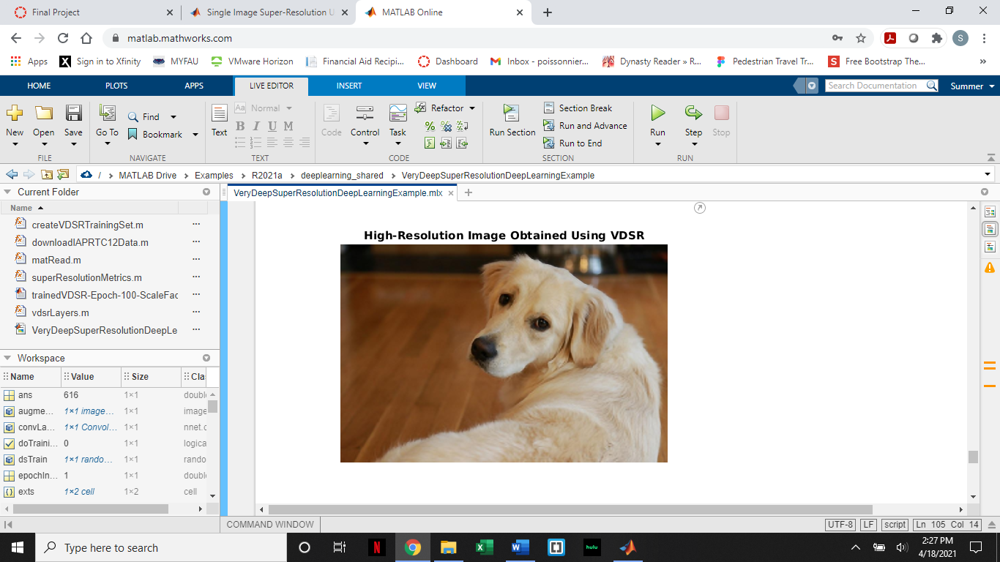 Final Project
Single Image Super-Resolution U
MATLAB Online
matlab.mathworks.com
S
Apps
Sign in to Xfinity
MYFAU
VMware Horizon
Financial Aid Recipi...
Dashboard
Inbox - poissonnier...
Dynasty Reader » R...
Pedestrian Travel Tr...
S Free Bootstrap The...
»
HOME PLOTS APPS LIVE EDITOR INSERT VIEW
Search Documentation
Summer
New Open Save
FILE
Go To
Find
Bookmark
NAVIGATE
Text
Aa Normal
B I U M
TEXT
Code Control Task
Refactor
CODE
Run Section
Section Break
Run and Advance
Run to End
SECTION
Run Step Stop
RUN
/ › MATLAB Drive › Examples › R2021a › deeplearning_shared › VeryDeepSuperResolutionDeepLearningExample
Current Folder
Name
createVDSRTrainingSet.m ...
downloadIAPRTC12Data.m ...
matRead.m ...
superResolutionMetrics.m ...
trainedVDSR-Epoch-100-ScaleFac ...
vdsrLayers.m ...
VeryDeepSuperResolutionDeepLe ...
Workspace
Name Value Size Cla
ans 616 1×1 doubl
augme... 1×1 image... 1×1 image
convLa... 1×1 Convol... 1×1 nnet.c
doTraini... 0 1×1 logica
dsTrain 1×1 rando... 1×1 rando
epochIn... 1 1×1 doubl
exts 1×2 cell 1×2 cell
VeryDeepSuperResolutionDeepLearningExample.mlx
High-Resolution Image Obtained Using VDSR
COMMAND WINDOW
UTF-8 LF script Ln 105 Col 14
Type here to search
N
hulu
2:27 PM
4/18/2021